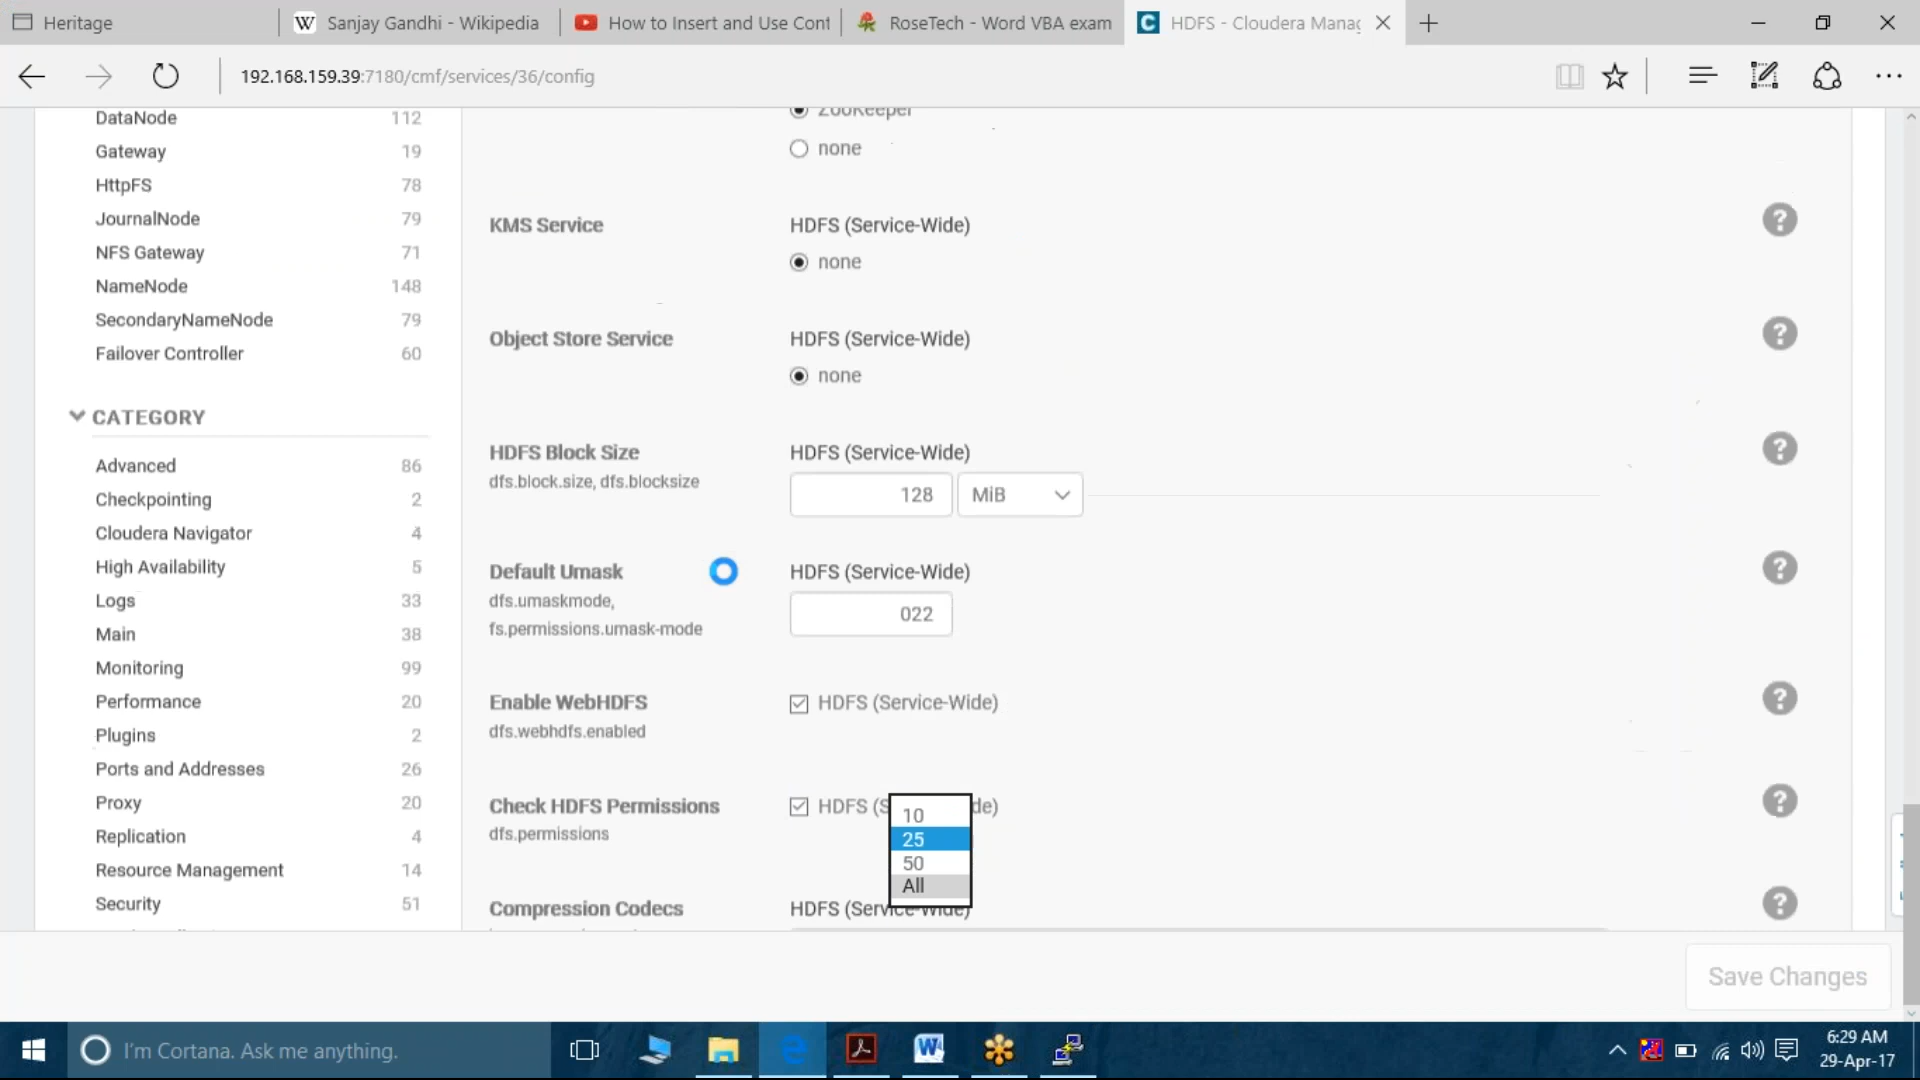 Heritage
Sanjay Gandhi - Wikipedia
How to Insert and Use Cont
RoseTech - Word VBA exam
HDFS - Cloudera Manag
192.168.159.39:7180/cmf/services/36/config
DataNode 112
Gateway 19
HttpFS 78
JournalNode 79
NFS Gateway 71
NameNode 148
SecondaryNameNode 79
Failover Controller 60
CATEGORY
Advanced 86
Checkpointing 2
Cloudera Navigator 4
High Availability 5
Logs 33
Main 38
Monitoring 99
Performance 20
Plugins 2
Ports and Addresses 26
Proxy 20
Replication 4
Resource Management 14
Security 51
ZooKeeper
none
KMS Service HDFS (Service-Wide)
none
Object Store Service HDFS (Service-Wide)
none
HDFS Block Size HDFS (Service-Wide)
dfs.block.size, dfs.blocksize
128 MiB
Default Umask HDFS (Service-Wide)
dfs.umaskmode,
fs.permissions.umask-mode
022
Enable WebHDFS HDFS (Service-Wide)
dfs.webhdfs.enabled
Check HDFS Permissions HDFS (S de)
dfs.permissions
10
25
50
All
Compression Codecs HDFS (Service-Wide)
Save Changes
I'm Cortana. Ask me anything.
6:29 AM
29-Apr-17